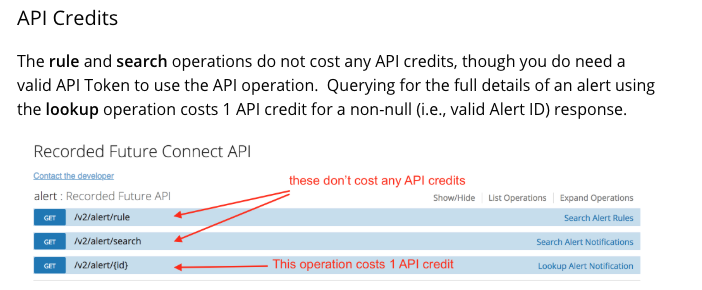 API Credits
The rule and search operations do not cost any API credits, though you do need a
valid API Token to use the API operation.  Querying for the full details of an alert using
the lookup operation costs 1 API credit for a non-null (i.e., valid Alert ID) response.
Recorded Future Connect API
Contact the developer
these don't cost any API credits
alert : Recorded Future API
Show/Hide | List Operations | Expand Operations
GET /v2/alert/rule Search Alert Rules
GET /v2/alert/search Search Alert Notifications
GET /v2/alert/{id} This operation costs 1 API credit Lookup Alert Notification